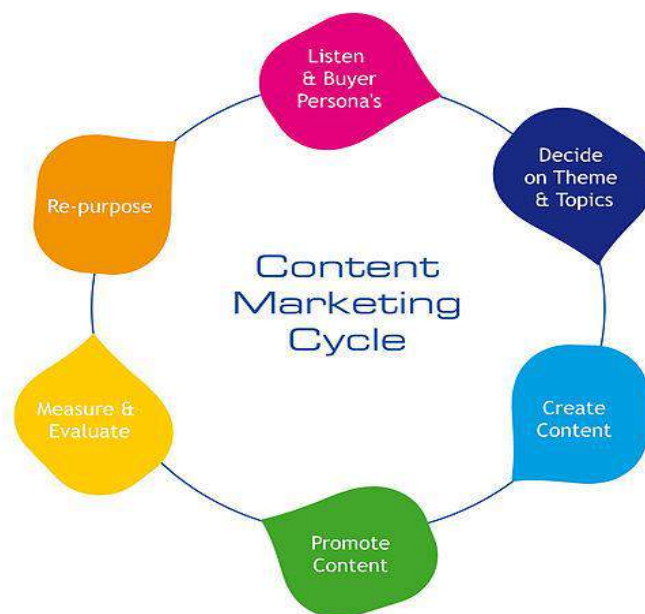 Listen
& Buyer
Persona's
Decide
on Theme
& Topics
Create
Content
Promote
Content
Measure &
Evaluate
Re-purpose
Content
Marketing
Cycle